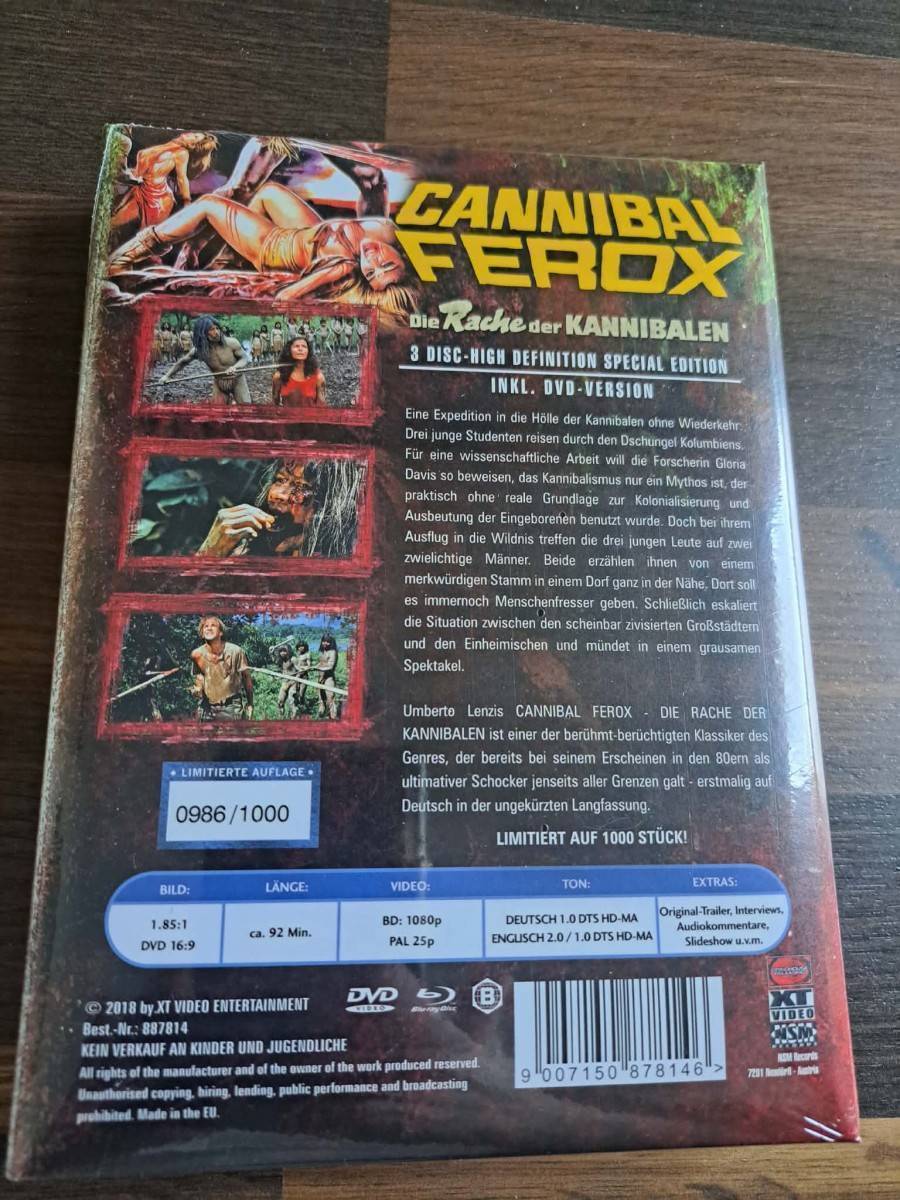 CANNIBAL
FEROX
Die Rache der KANNIBALEN
3 DISC-HIGH DEFINITION SPECIAL EDITION
INKL. DVD-VERSION
Eine Expedition in die Hölle der Kannibalen ohne Wiederkehr:
Drei junge Studenten reisen durch den Dschungel Kolumbiens.
Für eine wissenschaftliche Arbeit will die Forscherin Gloria
Davis so beweisen, das Kannibalismus nur ein Mythos ist, der
praktisch ohne reale Grundlage zur Kolonialisierung und
Ausbeutung der Eingeborenen benutzt wurde. Doch bei ihrem
Ausflug in die Wildnis treffen die drei jungen Leute auf zwei
zwielichtige Männer. Beide erzählen ihnen von einem
merkwürdigen Stamm in einem Dorf ganz in der Nähe. Dort soll
es immernoch Menschenfresser geben. Schließlich eskaliert
die Situation zwischen den scheinbar zivisierten Großstädtern
und den Einheimischen und mündet in einem grausamen
Spektakel.
Umberto Lenzis CANNIBAL FEROX - DIE RACHE DER
KANNIBALEN ist einer der berühmt-berüchtigten Klassiker des
Genres, der bereits bei seinem Erscheinen in den 80ern als
ultimativer Schocker jenseits aller Grenzen galt - erstmalig auf
Deutsch in der ungekürzten Langfassung.
LIMITIERT AUF 1000 STÜCK!
• LIMITIERTE AUFLAGE •
0986/1000
BILD:
1.85:1
DVD 16:9
LÄNGE:
ca. 92 Min.
VIDEO:
BD: 1080p
PAL 25p
TON:
DEUTSCH 1.0 DTS HD-MA
ENGLISCH 2.0 / 1.0 DTS HD-MA
EXTRAS:
Original-Trailer, Interviews,
Audiokommentare,
Slideshow u.v.m.
© 2018 by.XT VIDEO ENTERTAINMENT
Best.-Nr.: 887814
KEIN VERKAUF AN KINDER UND JUGENDLICHE
All rights of the manufacturer and of the owner of the work produced reserved.
Unauthorised copying, hiring, lending, public performance and broadcasting
prohibited. Made in the EU.
DVD
VIDEO
Blu-ray Disc
B
9 007150 878146 >
XT
VIDEO
NSM
NSM Records
7291 Neudörfl - Austria